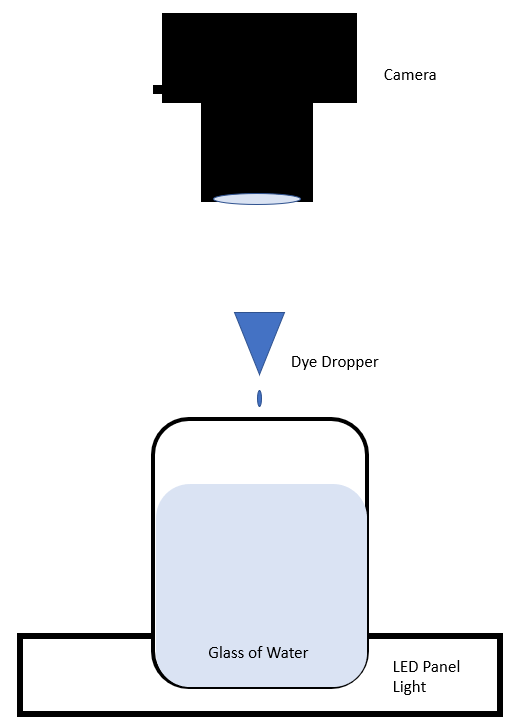 Camera
Dye Dropper
Glass of Water
LED Panel
Light